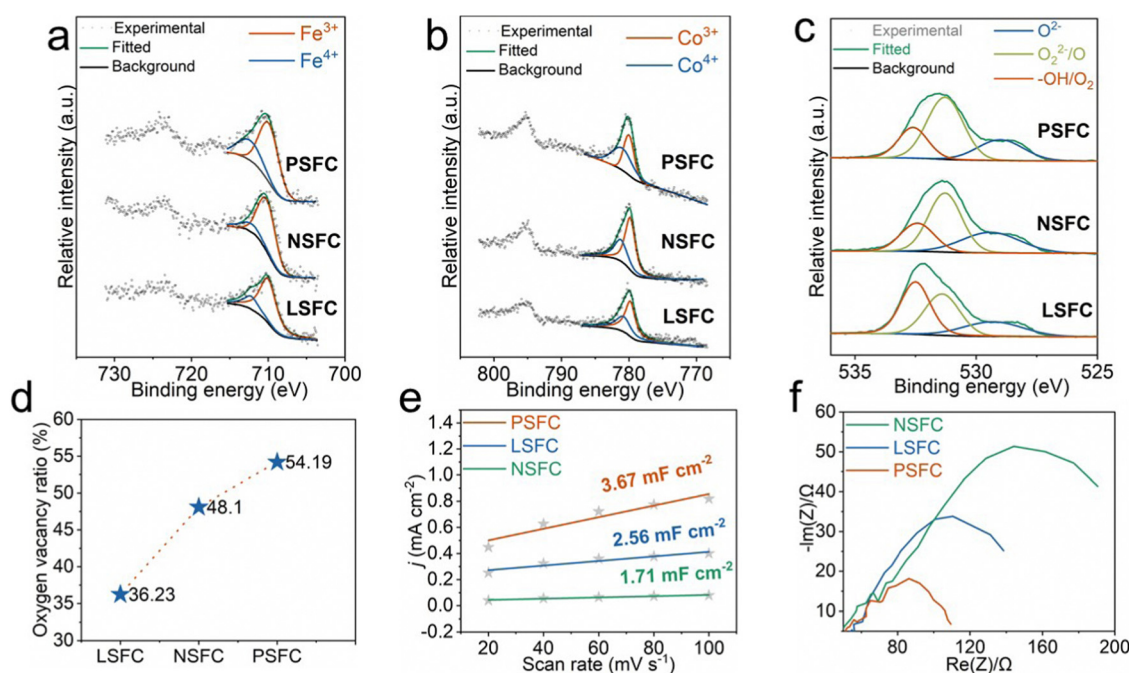 a
Experimental
Fitted
Background
Fe³⁺
Fe⁴⁺
PSFC
NSFC
LSFC
Relative intensity (a.u.)
730 720 710 700
Binding energy (eV)
b
Experimental
Fitted
Background
Co³⁺
Co⁴⁺
PSFC
NSFC
LSFC
Relative intensity (a.u.)
800 790 780 770
Binding energy (eV)
c
Experimental
Fitted
Background
O²⁻
O₂²⁻/O
-OH/O₂
PSFC
NSFC
LSFC
Relative intensity (a.u.)
535 530 525
Binding energy (eV)
d
Oxygen vacancy ratio (%)
60
55
50
45
40
35
30
54.19
48.1
36.23
LSFC NSFC PSFC
e
PSFC
LSFC
NSFC
j (mA cm⁻²)
1.4
1.2
1.0
0.8
0.6
0.4
0.2
0.0
-0.2
3.67 mF cm⁻²
2.56 mF cm⁻²
1.71 mF cm⁻²
20 40 60 80 100
Scan rate (mV s⁻¹)
f
NSFC
LSFC
PSFC
-Im(Z)/Ω
60
50
40
30
20
10
80 120 160 200
Re(Z)/Ω